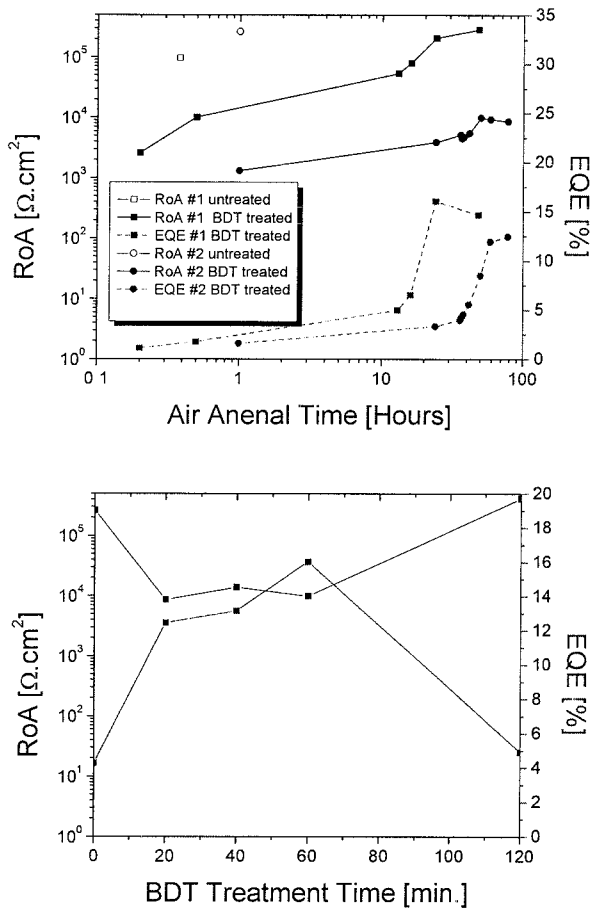 35
30
25
20
15
10
5
0
10⁵
10⁴
10³
10²
10¹
10⁰
RoA [Ω.cm²]
EQE [%]
RoA #1 untreated
RoA #1 BDT treated
EQE #1 BDT treated
RoA #2 untreated
RoA #2 BDT treated
EQE #2 BDT treated
0 1 1 10 100
Air Anenal Time [Hours]
20
18
16
14
12
10
8
6
4
2
0
10⁵
10⁴
10³
10²
10¹
10⁰
RoA [Ω.cm²]
EQE [%]
0 20 40 60 80 100 120
BDT Treatment Time [min.]